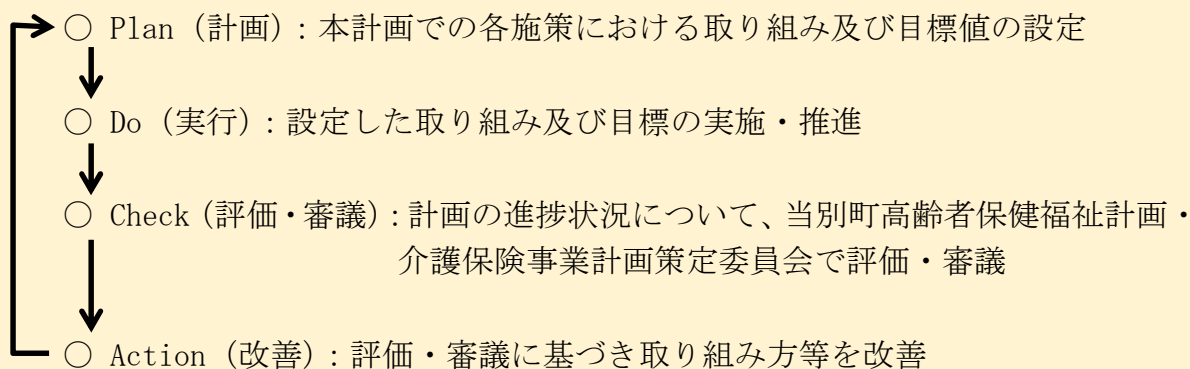 ○ Plan（計画）：本計画での各施策における取り組み及び目標値の設定
○ Do（実行）：設定した取り組み及び目標の実施・推進
○ Check（評価・審議）：計画の進捗状況について、当別町高齢者保健福祉計画・
介護保険事業計画策定委員会で評価・審議
○ Action（改善）：評価・審議に基づき取り組み方等を改善